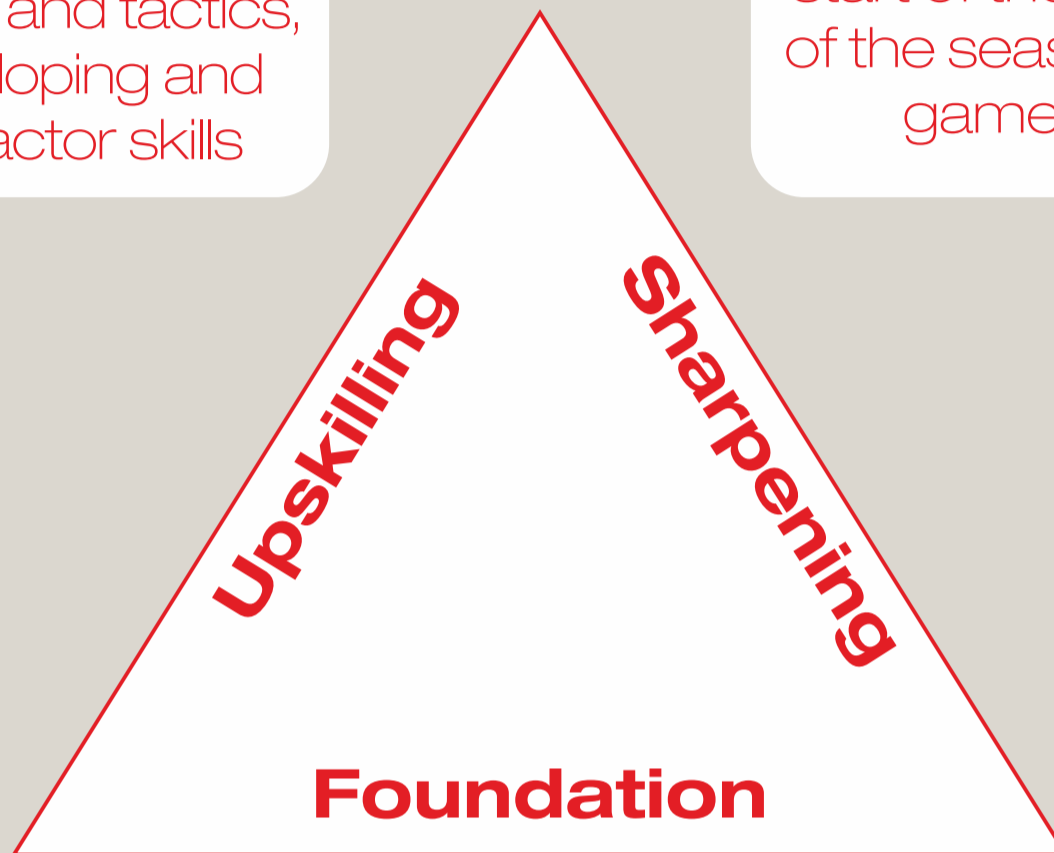 and tactics,
loping and
actor skills
of the seas
game
Upskilling
Sharpening
Foundation